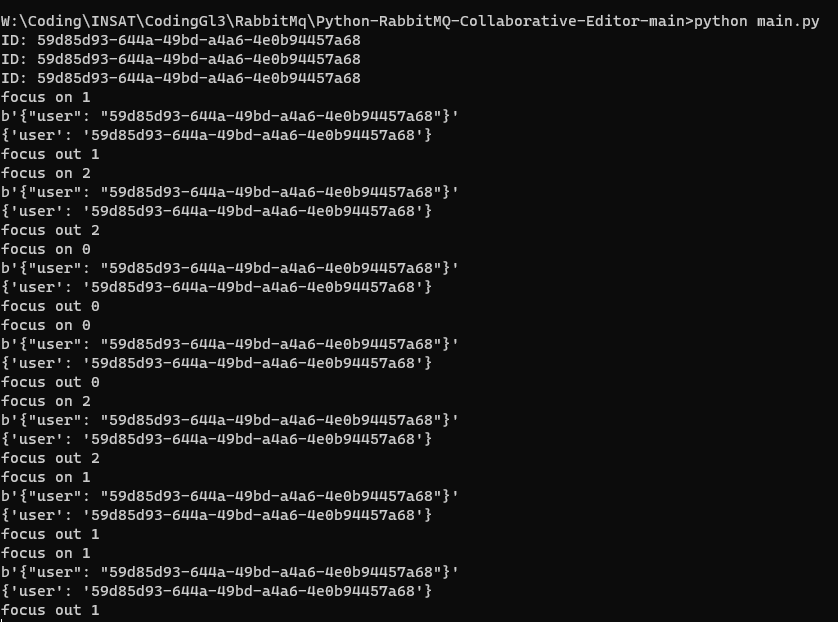 W:\Coding\INSAT\CodingGl3\RabbitMq\Python-RabbitMQ-Collaborative-Editor-main>python main.py
ID: 59d85d93-644a-49bd-a4a6-4e0b94457a68
ID: 59d85d93-644a-49bd-a4a6-4e0b94457a68
ID: 59d85d93-644a-49bd-a4a6-4e0b94457a68
focus on 1
b'{"user": "59d85d93-644a-49bd-a4a6-4e0b94457a68"}'
{'user': '59d85d93-644a-49bd-a4a6-4e0b94457a68'}
focus out 1
focus on 2
b'{"user": "59d85d93-644a-49bd-a4a6-4e0b94457a68"}'
{'user': '59d85d93-644a-49bd-a4a6-4e0b94457a68'}
focus out 2
focus on 0
b'{"user": "59d85d93-644a-49bd-a4a6-4e0b94457a68"}'
{'user': '59d85d93-644a-49bd-a4a6-4e0b94457a68'}
focus out 0
focus on 0
b'{"user": "59d85d93-644a-49bd-a4a6-4e0b94457a68"}'
{'user': '59d85d93-644a-49bd-a4a6-4e0b94457a68'}
focus out 0
focus on 2
b'{"user": "59d85d93-644a-49bd-a4a6-4e0b94457a68"}'
{'user': '59d85d93-644a-49bd-a4a6-4e0b94457a68'}
focus out 2
focus on 1
b'{"user": "59d85d93-644a-49bd-a4a6-4e0b94457a68"}'
{'user': '59d85d93-644a-49bd-a4a6-4e0b94457a68'}
focus out 1
focus on 1
b'{"user": "59d85d93-644a-49bd-a4a6-4e0b94457a68"}'
{'user': '59d85d93-644a-49bd-a4a6-4e0b94457a68'}
focus out 1